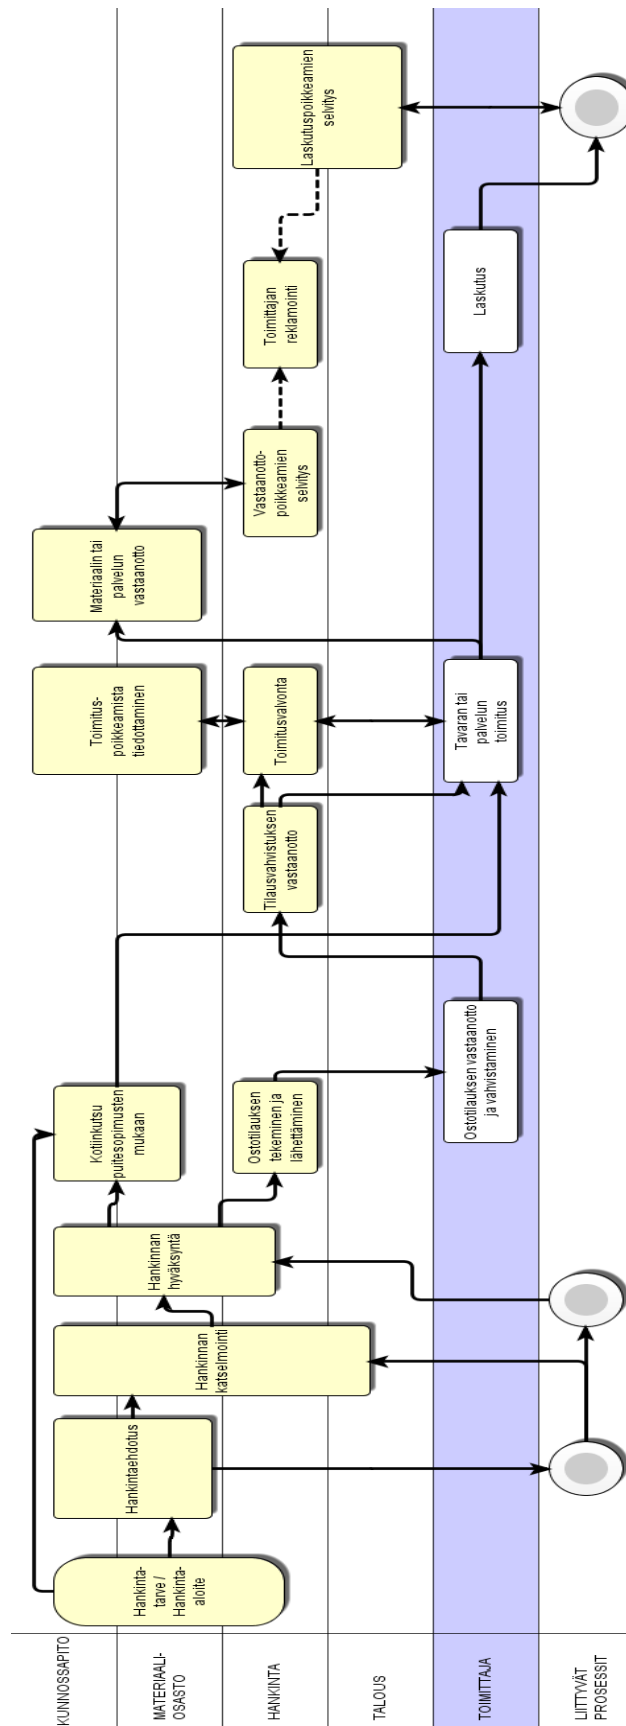 KUNNOSSAPITO
MATERIAALI-
OSASTO
HANKINTA
TALOUS
TOIMITTAJA
LIITTYVÄT
PROSESSIT
Hankinta-
tarve /
Hankinta-
aloite
Hankintaehdotus
Hankinnan
katselmointi
Hankinnan
hyväksyntä
Kotiinkutsu
puitesopimusten
mukaan
Ostotilauksen
tekeminen ja
lähettäminen
Ostotilauksen vastaanotto
ja vahvistaminen
Tilausvahvistuksen
vastaanotto
Toimitus-
poikkeamista
tiedottaminen
Toimitusvalvonta
Tavaran tai
palvelun
toimitus
Materiaalin tai
palvelun
vastaanotto
Vastaanotto-
poikkeamien
selvitys
Toimittajan
reklamointi
Laskutus
Laskutuspoikkeamien
selvitys